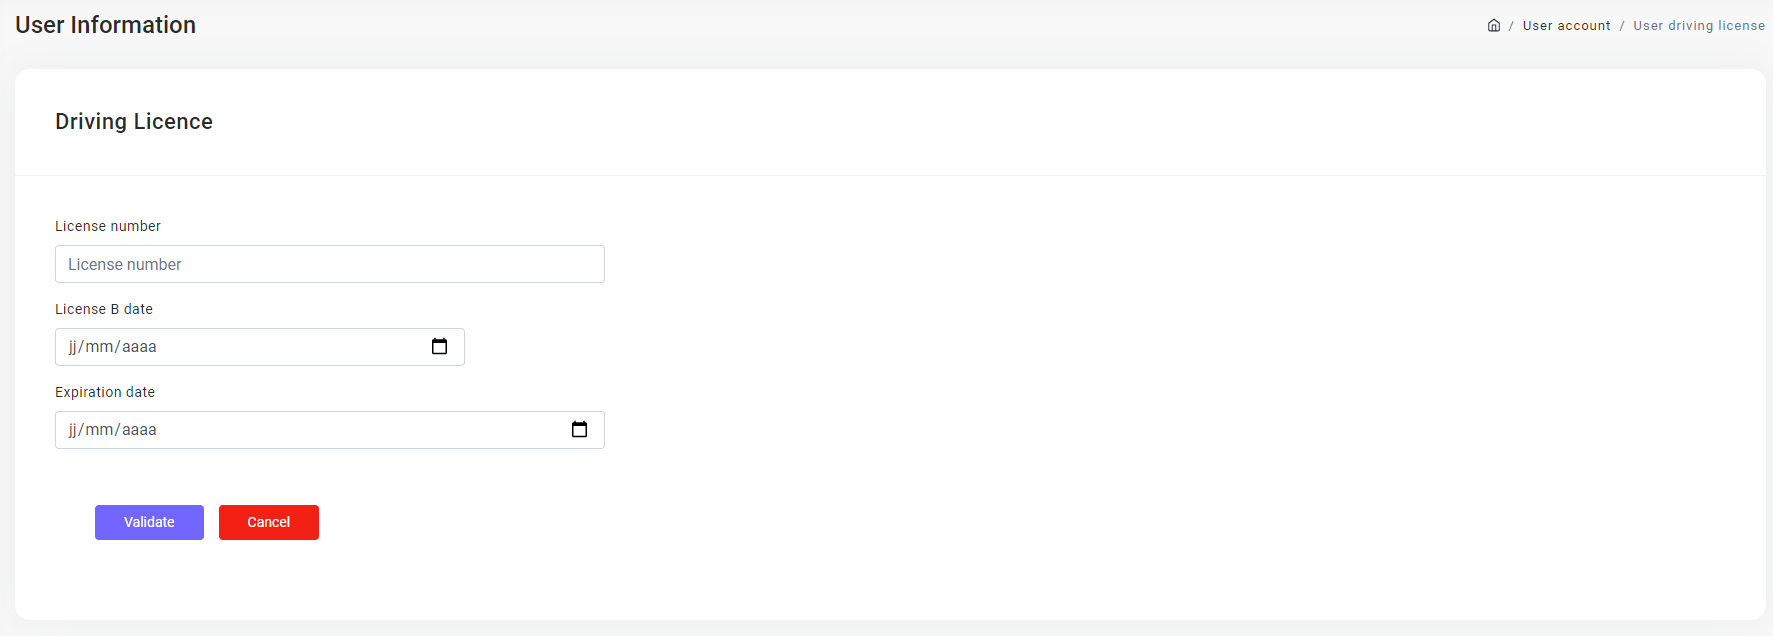 User Information
/ User account / User driving license
Driving Licence
License number
License number
License B date
jj/mm/aaaa
Expiration date
jj/mm/aaaa
Validate Cancel